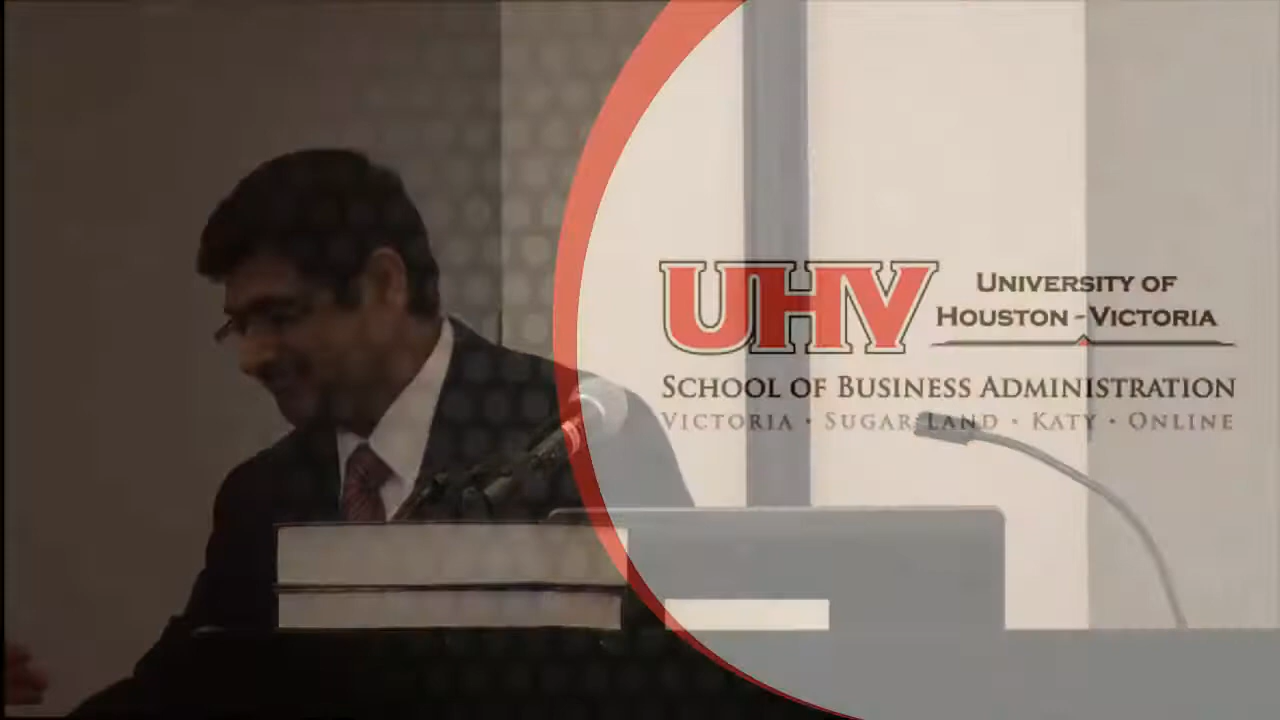 UHV
UNIVERSITY OF
HOUSTON-VICTORIA
SCHOOL OF BUSINESS ADMINISTRATION
VICTORIA · SUGAR LAND · KATY · ONLINE